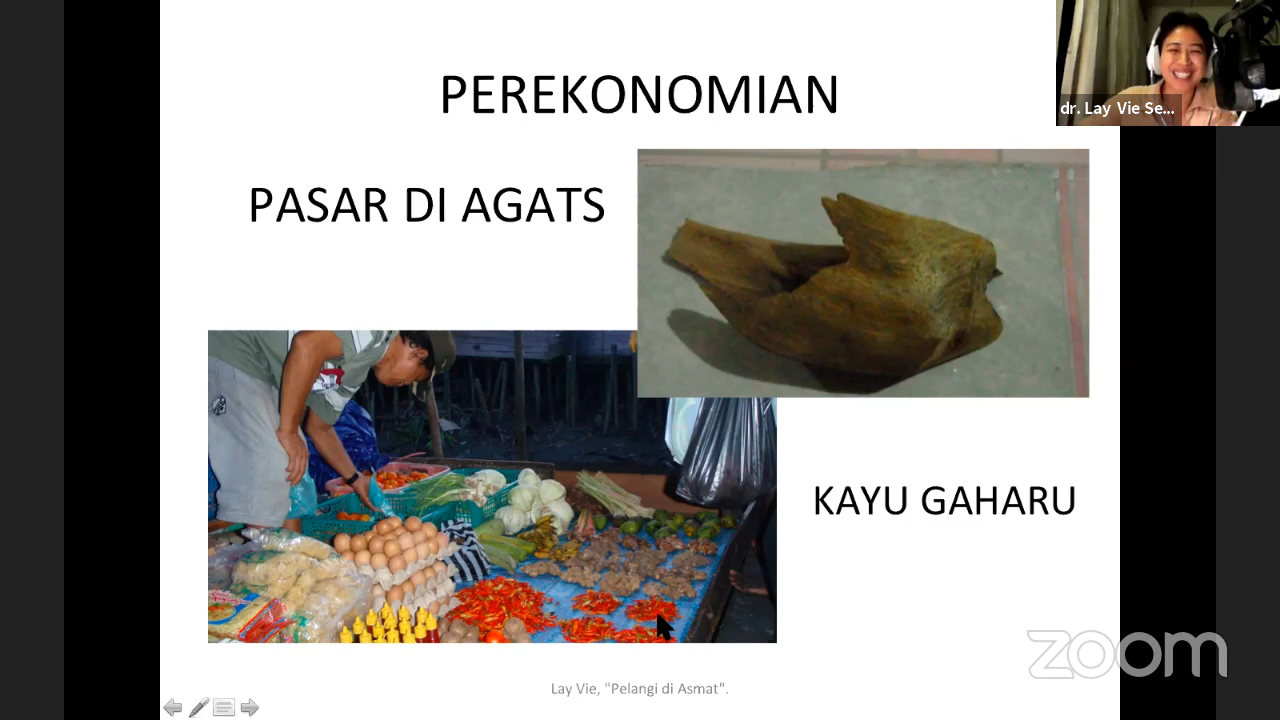 PEREKONOMIAN
dr. Lay Vie Se...
PASAR DI AGATS
KAYU GAHARU
zoom
Lay Vie, "Pelangi di Asmat".